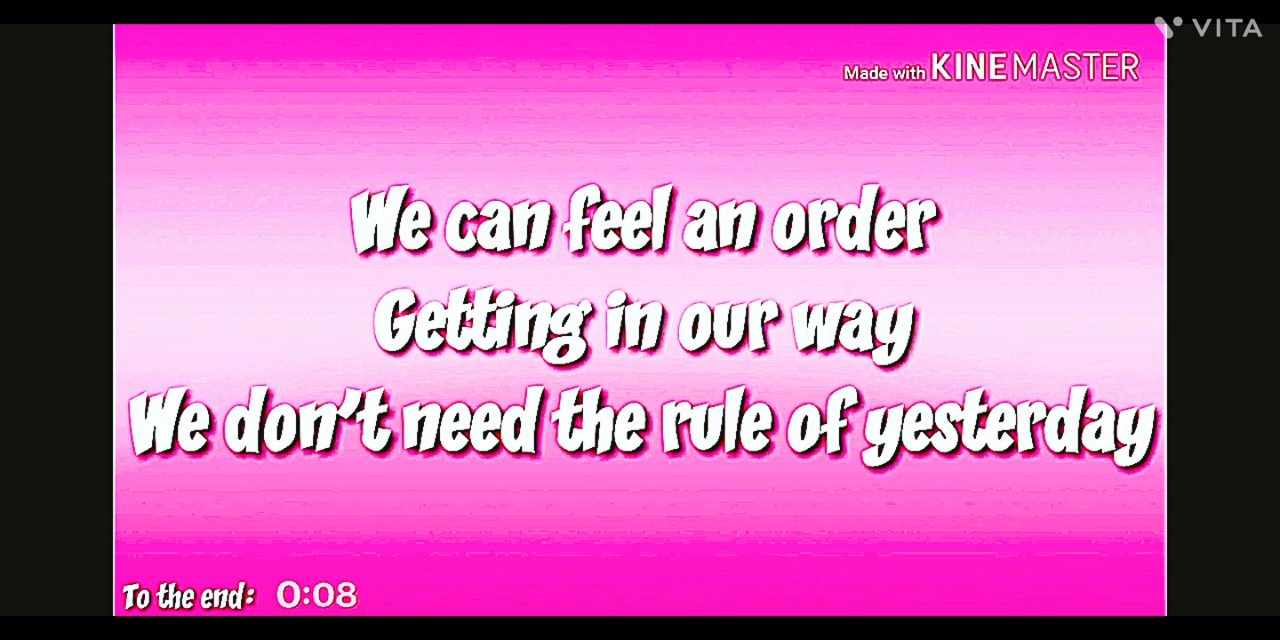 VITA
Made with KINEMASTER
We can feel an order
Getting in our way
We don't need the rule of yesterday
To the end: 0:08